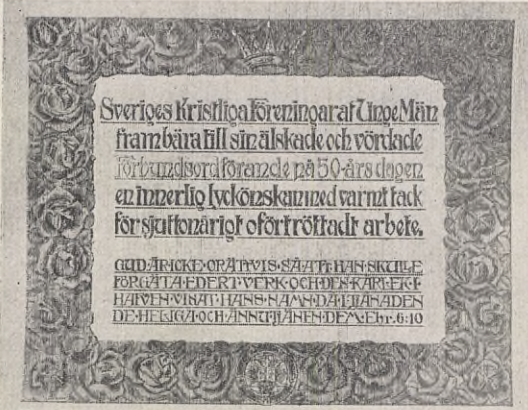 Sveriges Kristliga Föreningar af Unge Män
frambära till sin älskade och vördade
förbundsordförande på 50-års dagen
en innerlig lyckönskan med varmt tack
för sjuttonårigt oförtröttadt arbete.
GUD·ÄR·ICKE·ORÄTTVIS·SÅ·ATT·HAN·SKULLE
FÖRGÄTA·EDERT·VERK·OCH·DEN·KÄRLEK·I
HAFVEN·VISAT·HANS·NAMN·DÅ·I·TJÄNADEN
DE·HELIGA·OCH·ÄNNU·TJÄNEN·DEM·EBR·6:10